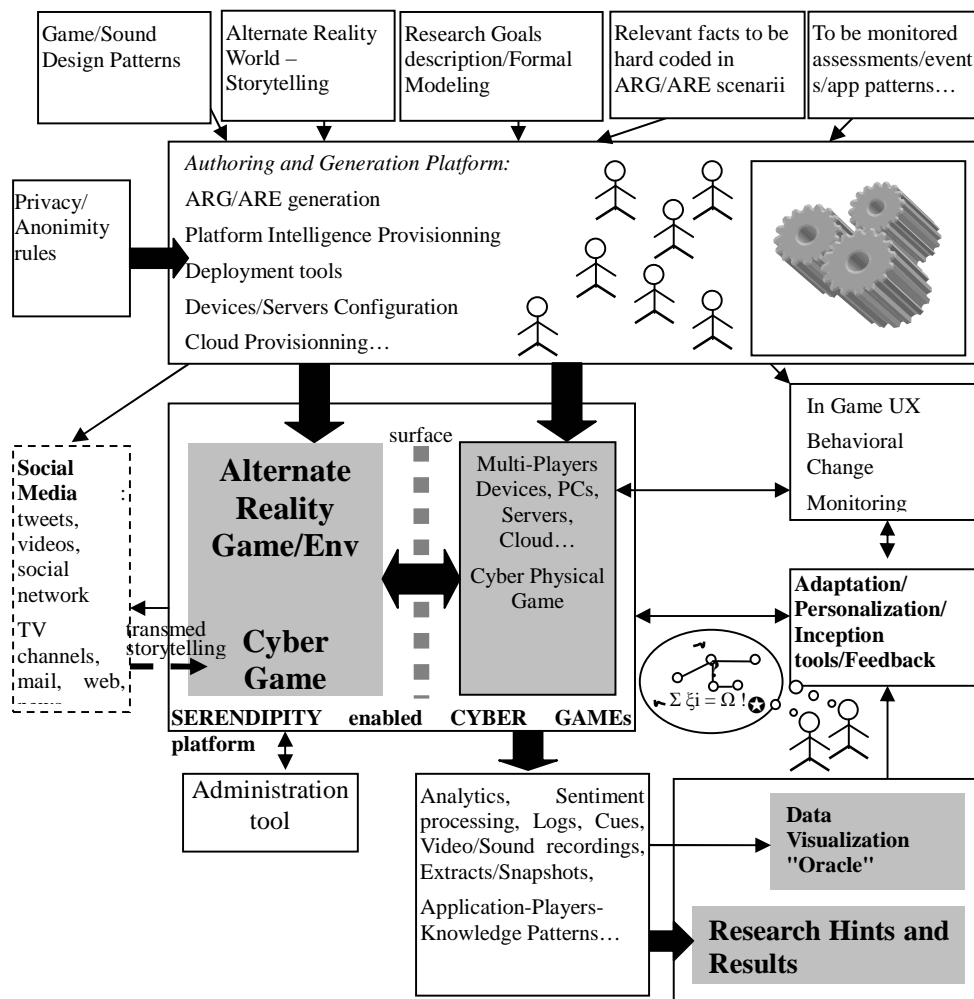 Game/Sound
Design Patterns
Alternate Reality
World –
Storytelling
Research Goals
description/Formal
Modeling
Relevant facts to be
hard coded in
ARG/ARE scenarii
To be monitored
assessments/event
s/app patterns…
Privacy/
Anonimity
rules
Authoring and Generation Platform:
ARG/ARE generation
Platform Intelligence Provisionning
Deployment tools
Devices/Servers Configuration
Cloud Provisionning…
In Game UX
Behavioral
Change
Monitoring
Social
Media :
tweets,
videos,
social
network
TV
channels,
mail, web,
transmed
storytelling
Alternate
Reality
Game/Env
Cyber
Game
surface
Multi-Players
Devices, PCs,
Servers,
Cloud…
Cyber Physical
Game
SERENDIPITY enabled CYBER GAMEs
platform
Adaptation/
Personalization/
Inception
tools/Feedback
Σ ξi = Ω !
Administration
tool
Analytics, Sentiment
processing, Logs, Cues,
Video/Sound recordings,
Extracts/Snapshots,
Application-Players-
Knowledge Patterns…
Data
Visualization
"Oracle"
Research Hints and
Results